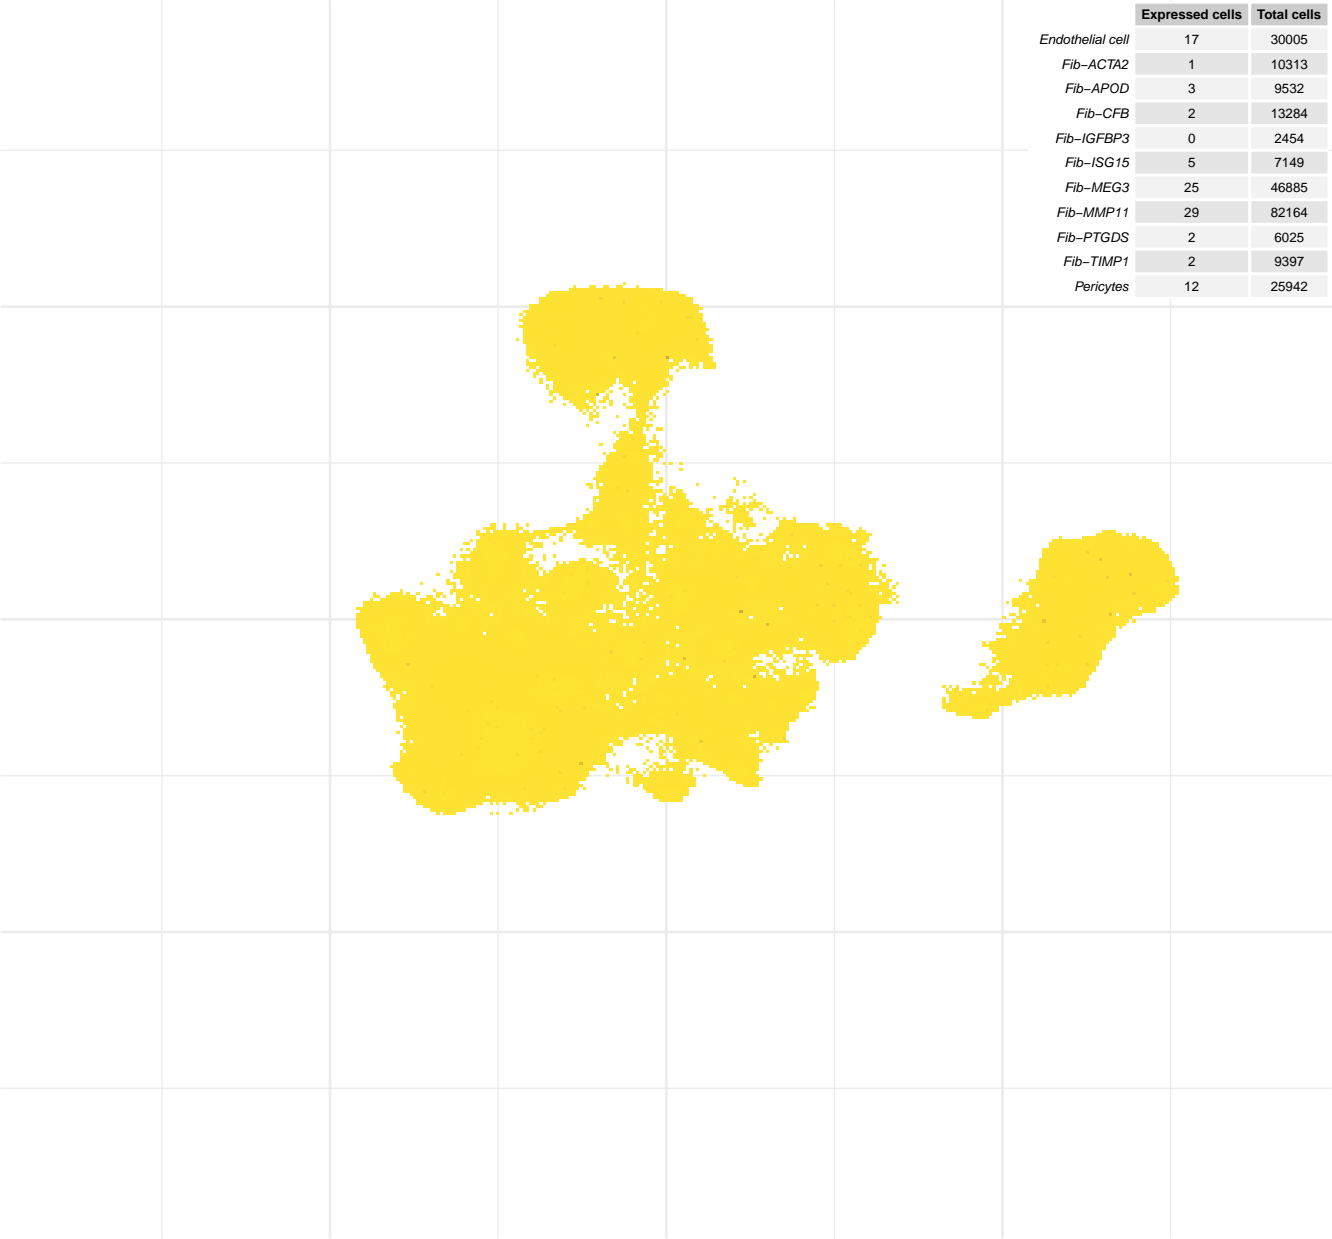 Expressed cells Total cells
Endothelial cell 17 30005
Fib−ACTA2 1 10313
Fib−APOD 3 9532
Fib−CFB 2 13284
Fib−IGFBP3 0 2454
Fib−ISG15 5 7149
Fib−MEG3 25 46885
Fib−MMP11 29 82164
Fib−PTGDS 2 6025
Fib−TIMP1 2 9397
Pericytes 12 25942